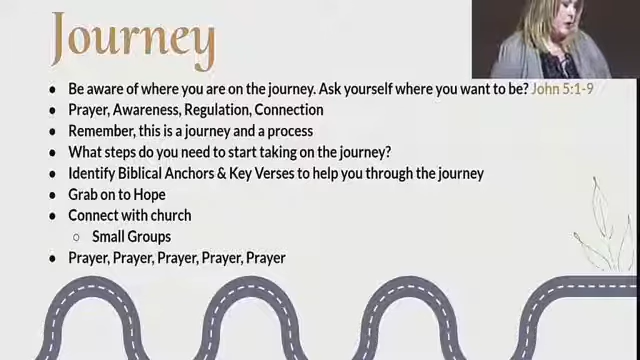 Journey
• Be aware of where you are on the journey. Ask yourself where you want to be? John 5:1-9
• Prayer, Awareness, Regulation, Connection
• Remember, this is a journey and a process
• What steps do you need to start taking on the journey?
• Identify Biblical Anchors & Key Verses to help you through the journey
• Grab on to Hope
• Connect with church
○ Small Groups
• Prayer, Prayer, Prayer, Prayer, Prayer